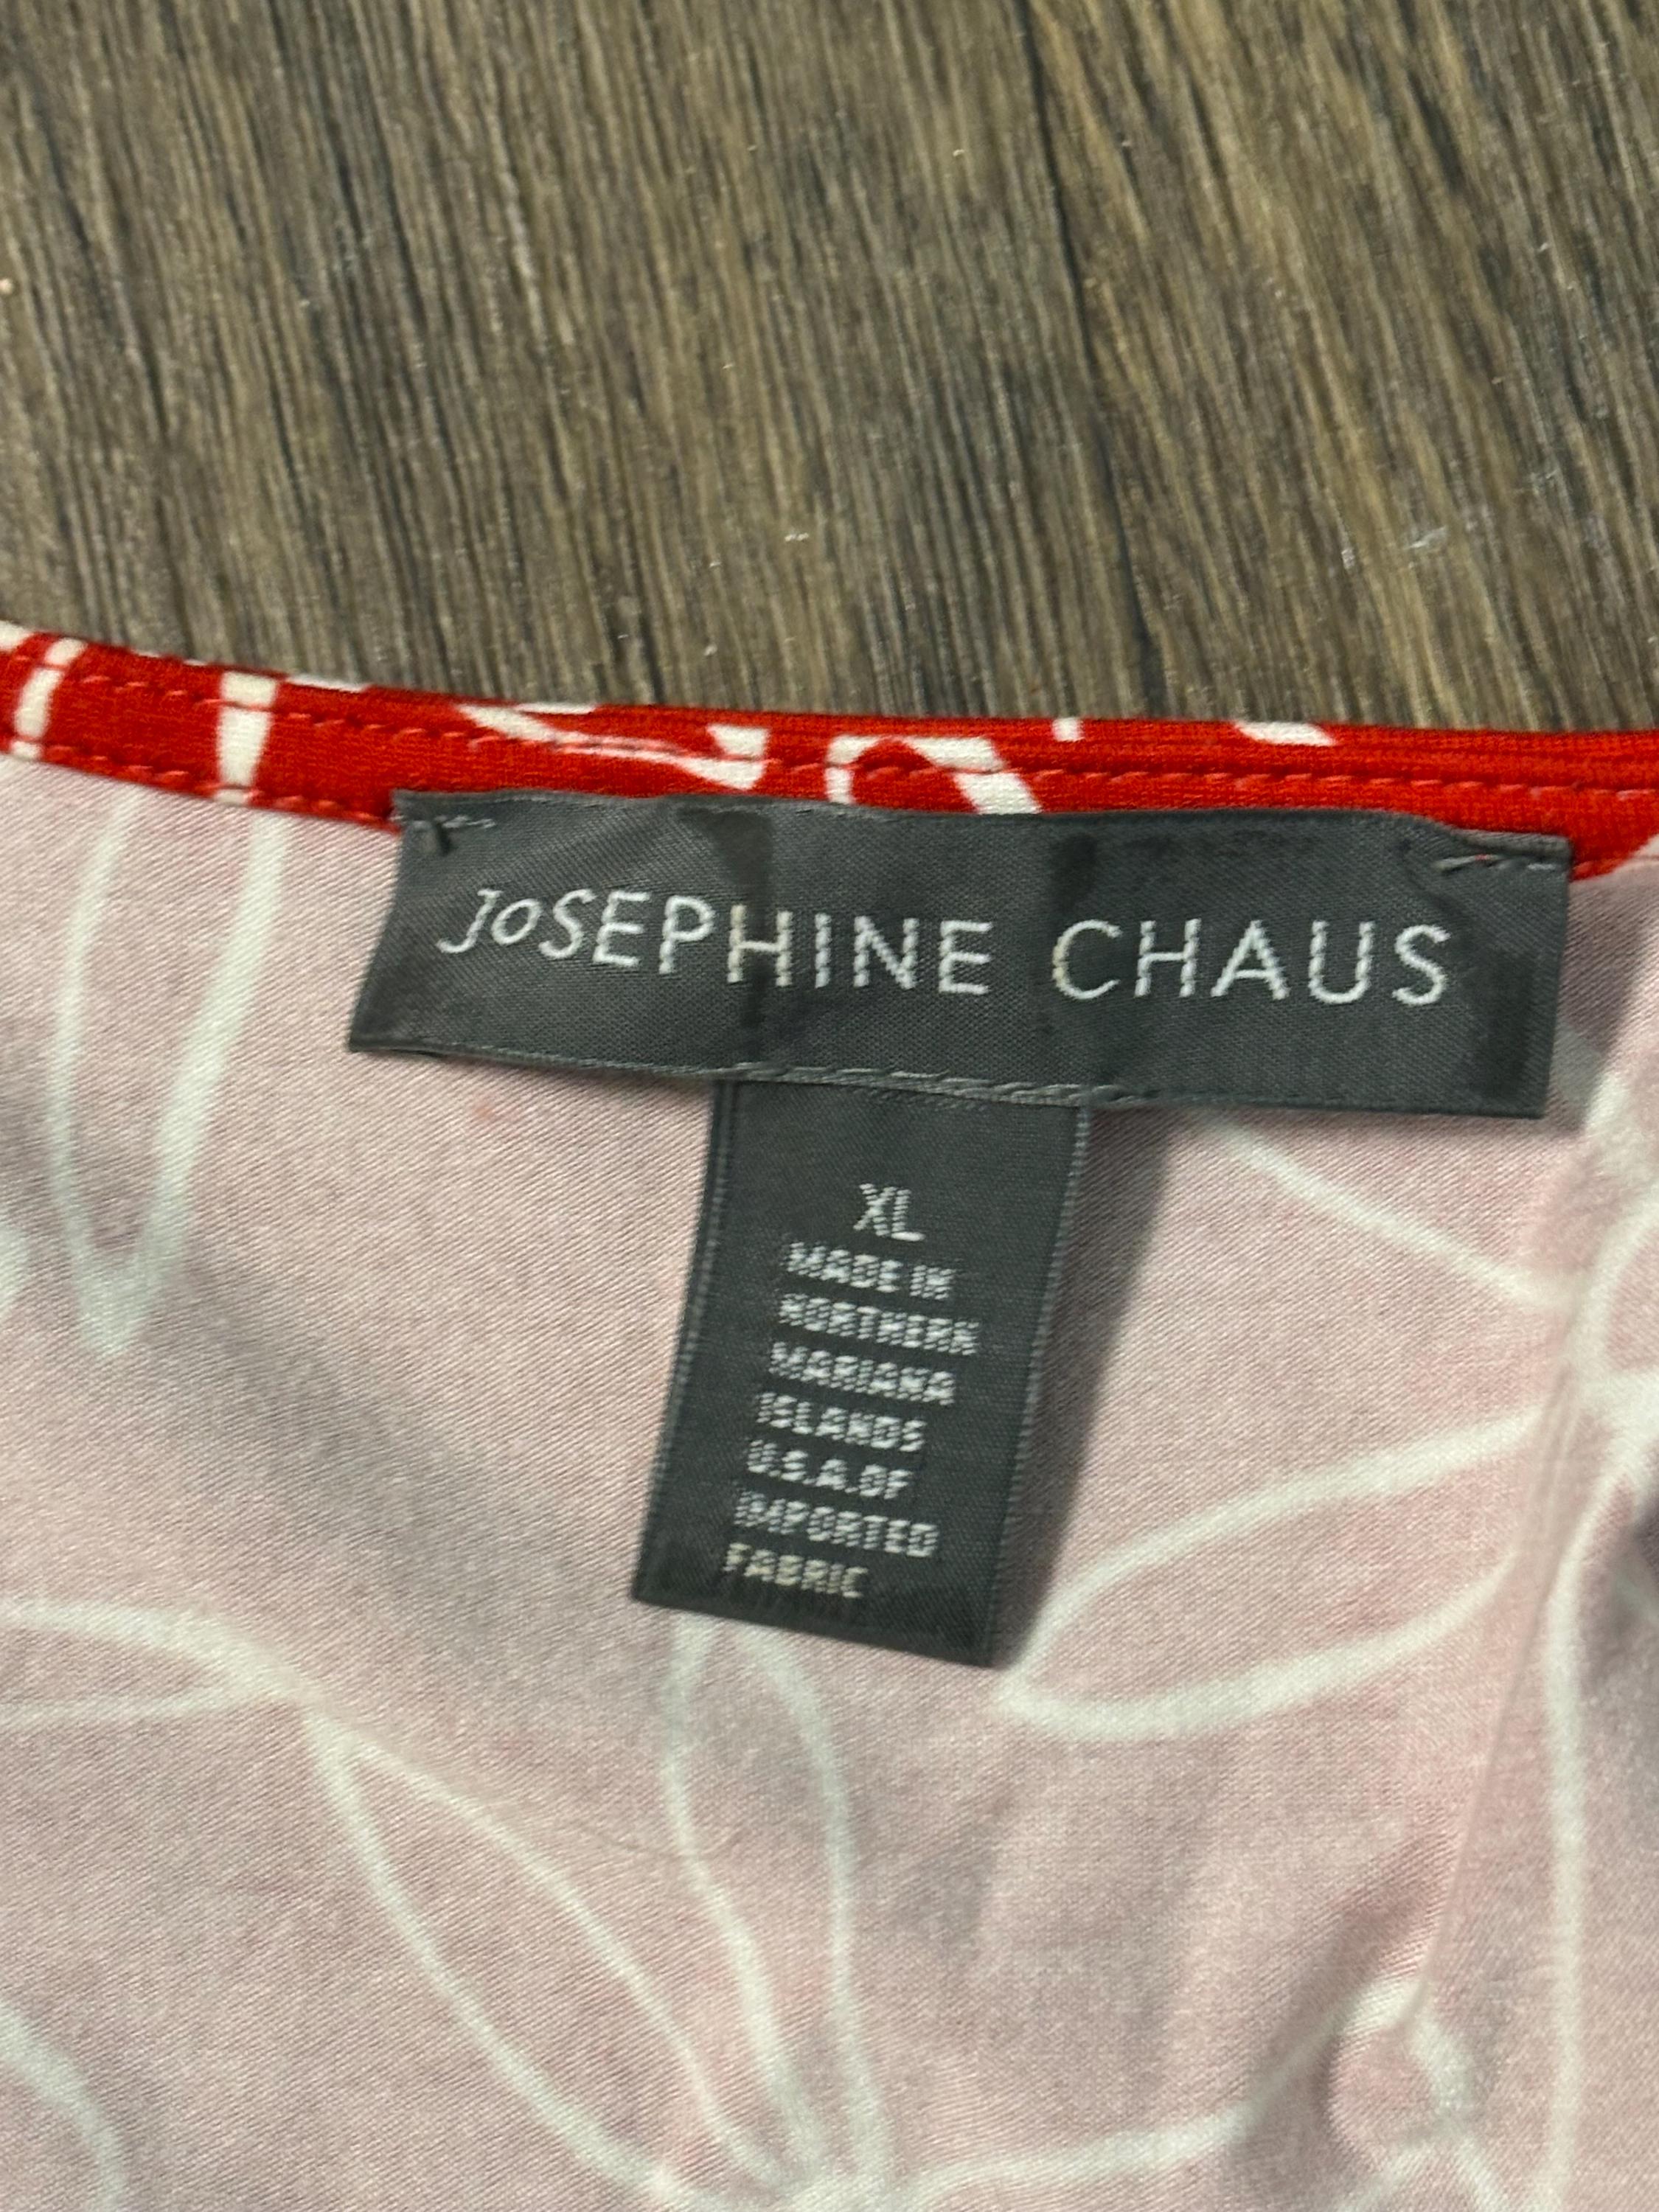 JoSEPHINE CHAUS
XL
MADE IN
NORTHERN
MARIANA
ISLANDS
U.S.A.OF
IMPORTED
FABRIC